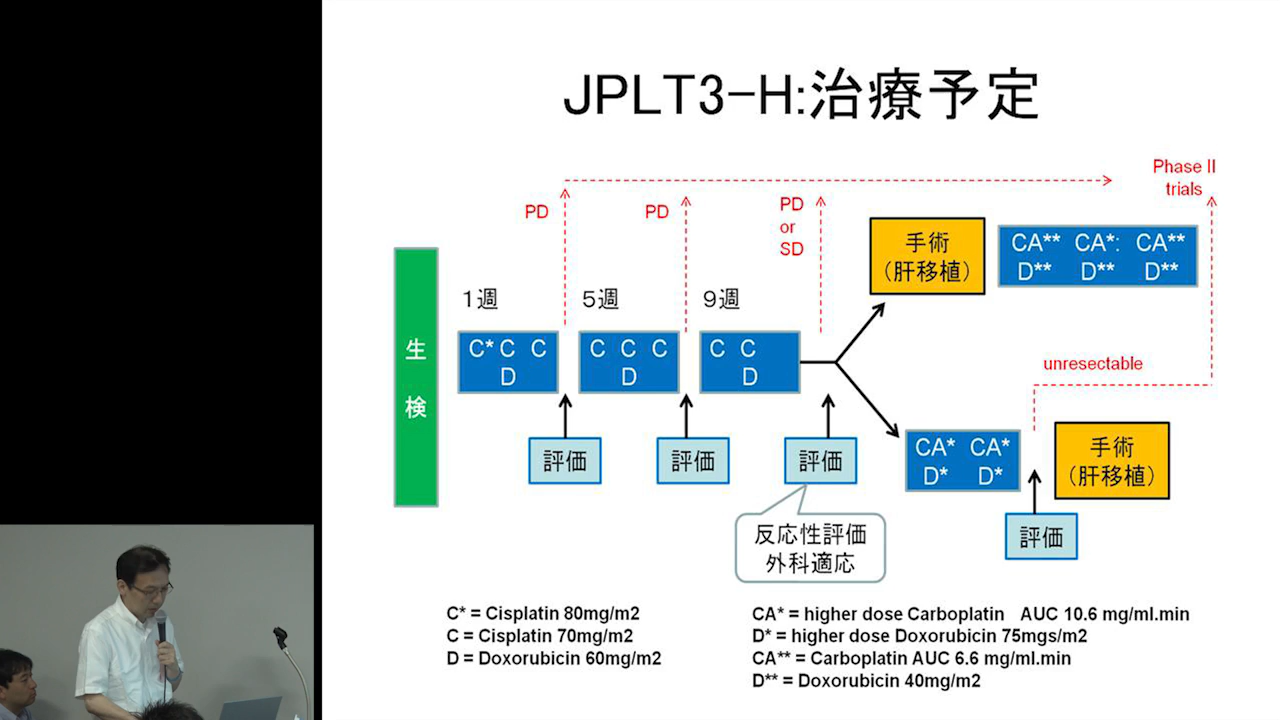 JPLT3-H:治療予定
Phase II
trials
PD
PD
PD
or
SD
手術
（肝移植）
CA** CA*: CA**
D** D** D**
1週
5週
9週
生
検
C* C C
D
C C C
D
C C
D
unresectable
評価
評価
評価
CA* CA*
D* D*
手術
（肝移植）
反応性評価
外科適応
評価
C* = Cisplatin 80mg/m2
C = Cisplatin 70mg/m2
D = Doxorubicin 60mg/m2
CA* = higher dose Carboplatin AUC 10.6 mg/ml.min
D* = higher dose Doxorubicin 75mgs/m2
CA** = Carboplatin AUC 6.6 mg/ml.min
D** = Doxorubicin 40mg/m2